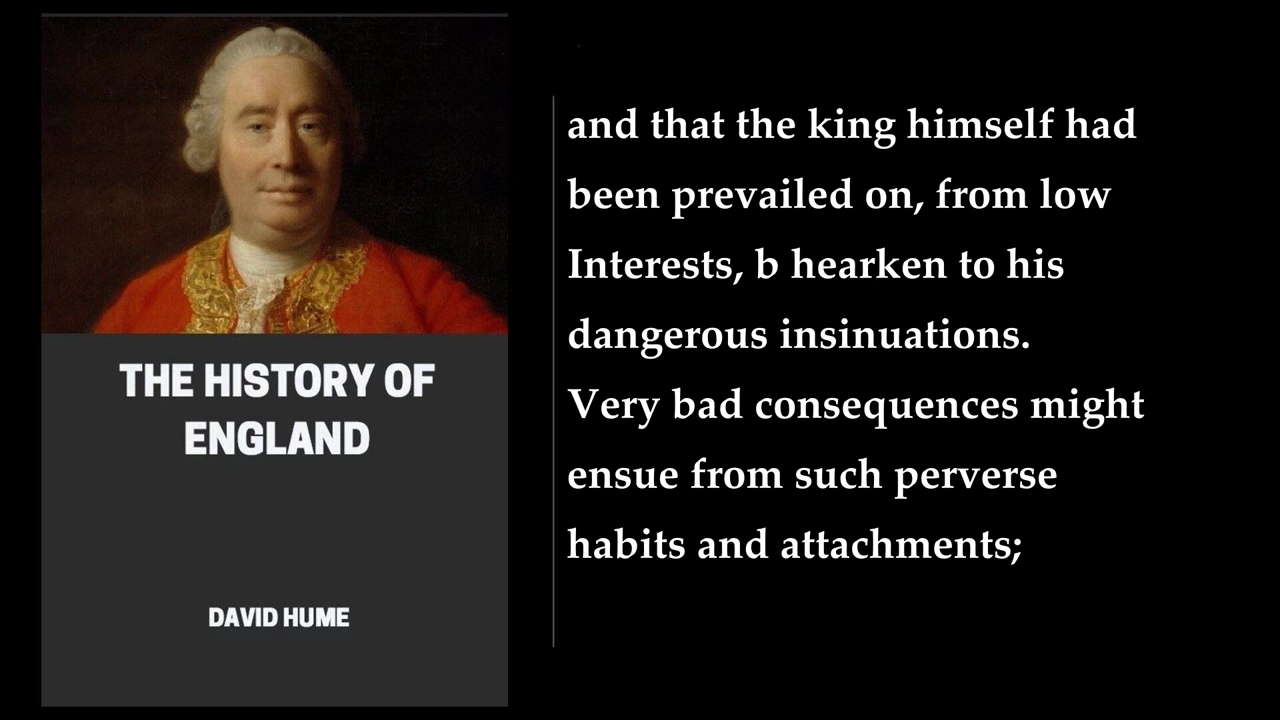 THE HISTORY OF
ENGLAND
DAVID HUME
and that the king himself had
been prevailed on, from low
Interests, b hearken to his
dangerous insinuations.
Very bad consequences might
ensue from such perverse
habits and attachments;